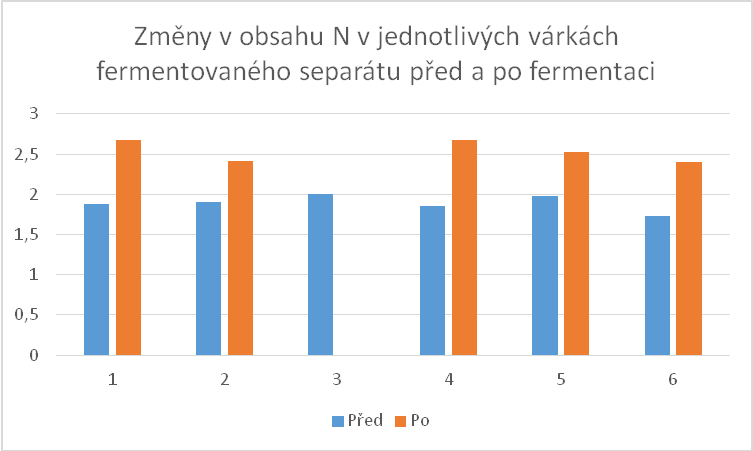 Změny v obsahu N v jednotlivých várkách
fermentovaného separátu před a po fermentaci
3
2,5
2
1,5
1
0,5
0
1 2 3 4 5 6
Před Po